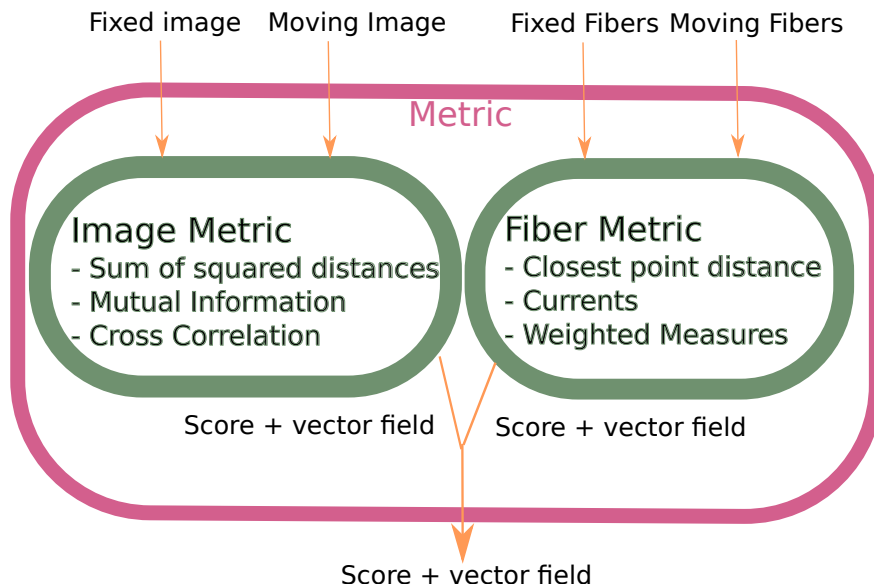 Fixed image
Moving Image
Fixed Fibers
Moving Fibers
Metric
Image Metric
- Sum of squared distances
- Mutual Information
- Cross Correlation
Fiber Metric
- Closest point distance
- Currents
- Weighted Measures
Score + vector field
Score + vector field
Score + vector field